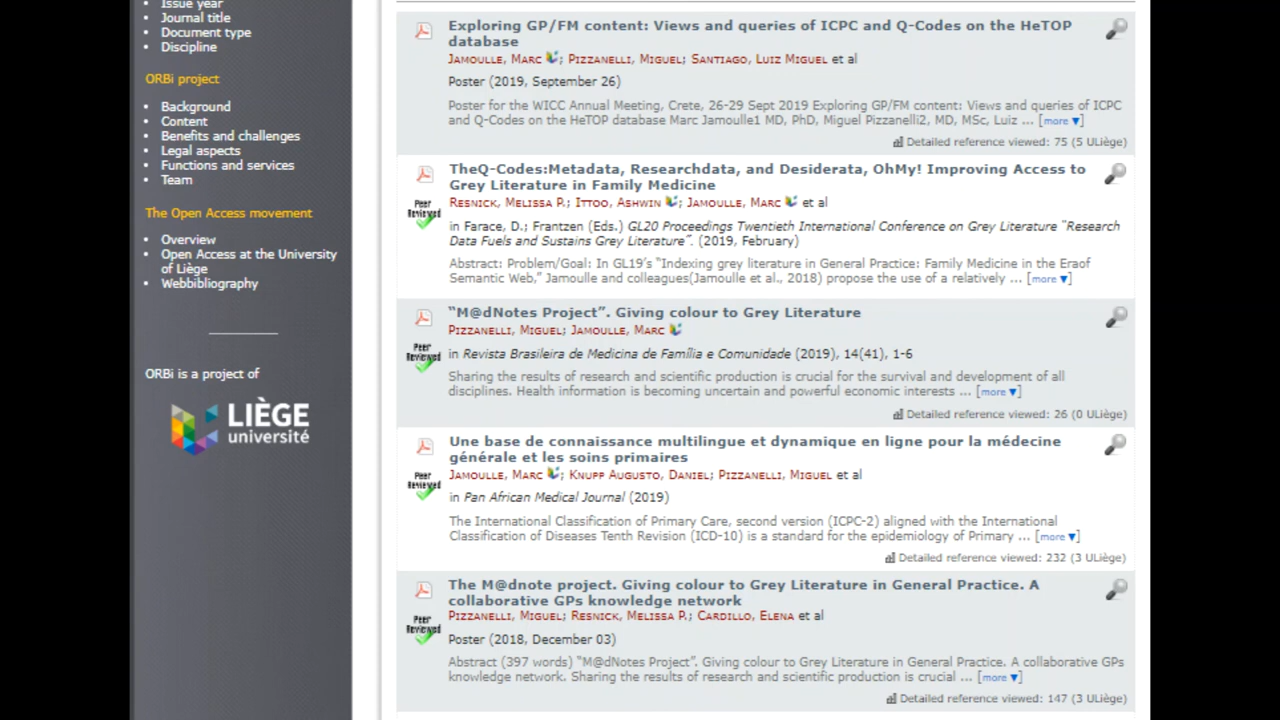 Issue year
Journal title
Document type
Discipline
ORBi project
Background
Content
Benefits and challenges
Legal aspects
Functions and services
Team
The Open Access movement
Overview
Open Access at the University
of Liège
Webbibliography
ORBi is a project of
LIÈGE
université
Exploring GP/FM content: Views and queries of ICPC and Q-Codes on the HeTOP
database
Jamoulle, Marc; Pizzanelli, Miguel; Santiago, Luiz Miguel et al
Poster (2019, September 26)
Poster for the WICC Annual Meeting, Crete, 26-29 Sept 2019 Exploring GP/FM content: Views and queries of ICPC
and Q-Codes on the HeTOP database Marc Jamoulle1 MD, PhD, Miguel Pizzanelli2, MD, MSc, Luiz ... [more ▼]
Detailed reference viewed: 75 (5 ULiège)
TheQ-Codes:Metadata, Researchdata, and Desiderata, OhMy! Improving Access to
Grey Literature in Family Medicine
Peer
Reviewed
Resnick, Melissa P.; Ittoo, Ashwin; Jamoulle, Marc et al
in Farace, D.; Frantzen (Eds.) GL20 Proceedings Twentieth International Conference on Grey Literature "Research
Data Fuels and Sustains Grey Literature". (2019, February)
Abstract: Problem/Goal: In GL19's "Indexing grey literature in General Practice: Family Medicine in the Eraof
Semantic Web," Jamoulle and colleagues(Jamoulle et al., 2018) propose the use of a relatively ... [more ▼]
"M@dNotes Project". Giving colour to Grey Literature
Pizzanelli, Miguel; Jamoulle, Marc
Peer
Reviewed
in Revista Brasileira de Medicina de Família e Comunidade (2019), 14(41), 1-6
Sharing the results of research and scientific production is crucial for the survival and development of all
disciplines. Health information is becoming uncertain and powerful economic interests ... [more ▼]
Detailed reference viewed: 26 (0 ULiège)
Une base de connaissance multilingue et dynamique en ligne pour la médecine
générale et les soins primaires
Peer
Reviewed
Jamoulle, Marc; Knupp Augusto, Daniel; Pizzanelli, Miguel et al
in Pan African Medical Journal (2019)
The International Classification of Primary Care, second version (ICPC-2) aligned with the International
Classification of Diseases Tenth Revision (ICD-10) is a standard for the epidemiology of Primary ... [more ▼]
Detailed reference viewed: 232 (3 ULiège)
The M@dnote project. Giving colour to Grey Literature in General Practice. A
collaborative GPs knowledge network
Peer
Reviewed
Pizzanelli, Miguel; Resnick, Melissa P.; Cardillo, Elena et al
Poster (2018, December 03)
Abstract (397 words) "M@dNotes Project". Giving colour to Grey Literature in General Practice. A collaborative GPs
knowledge network. Sharing the results of research and scientific production is crucial ... [more ▼]
Detailed reference viewed: 147 (3 ULiège)